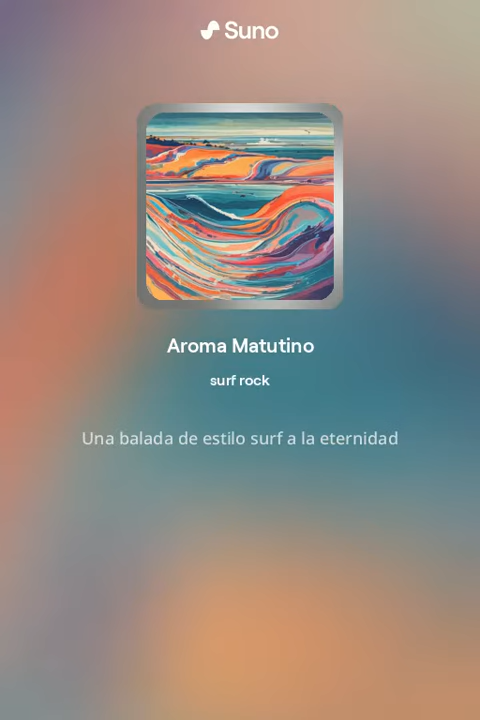 Suno
Aroma Matutino
surf rock
Una balada de estilo surf a la eternidad